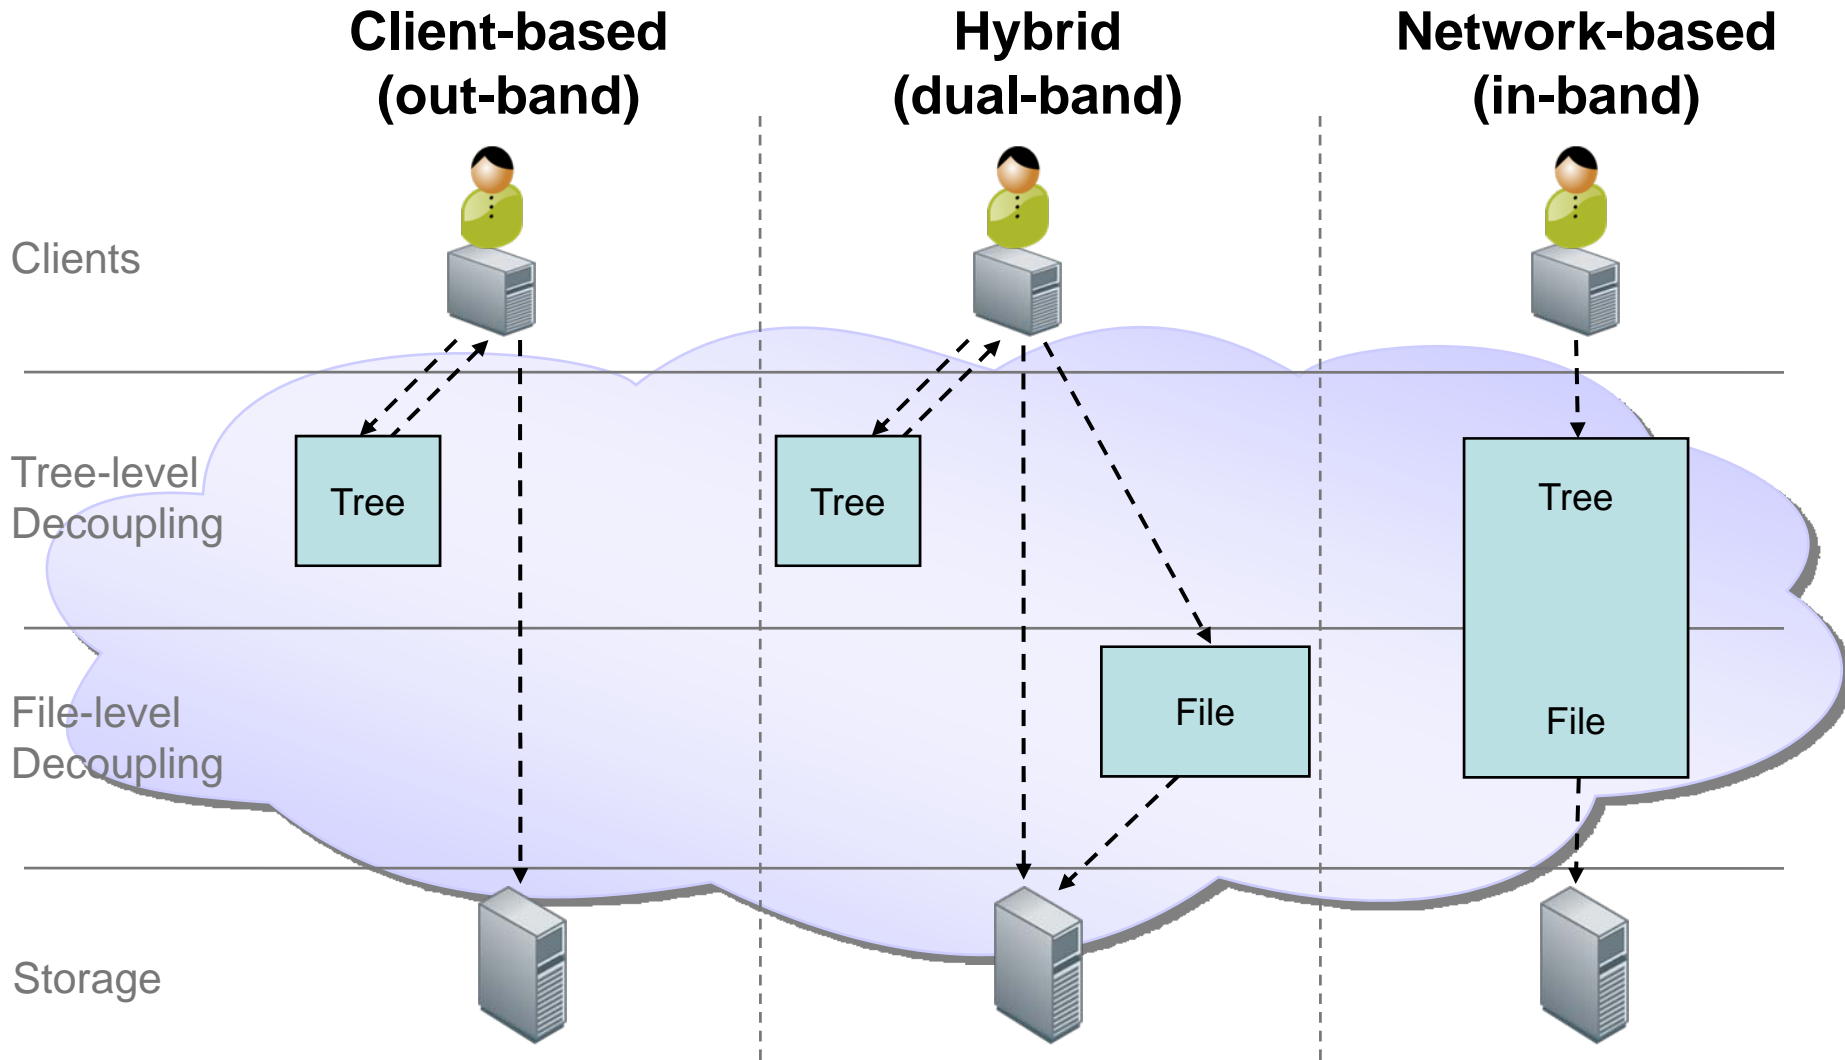 Client-based
(out-band)
Hybrid
(dual-band)
Network-based
(in-band)
Clients
Tree-level
Decoupling
Tree
Tree
Tree
File-level
Decoupling
File
File
Storage